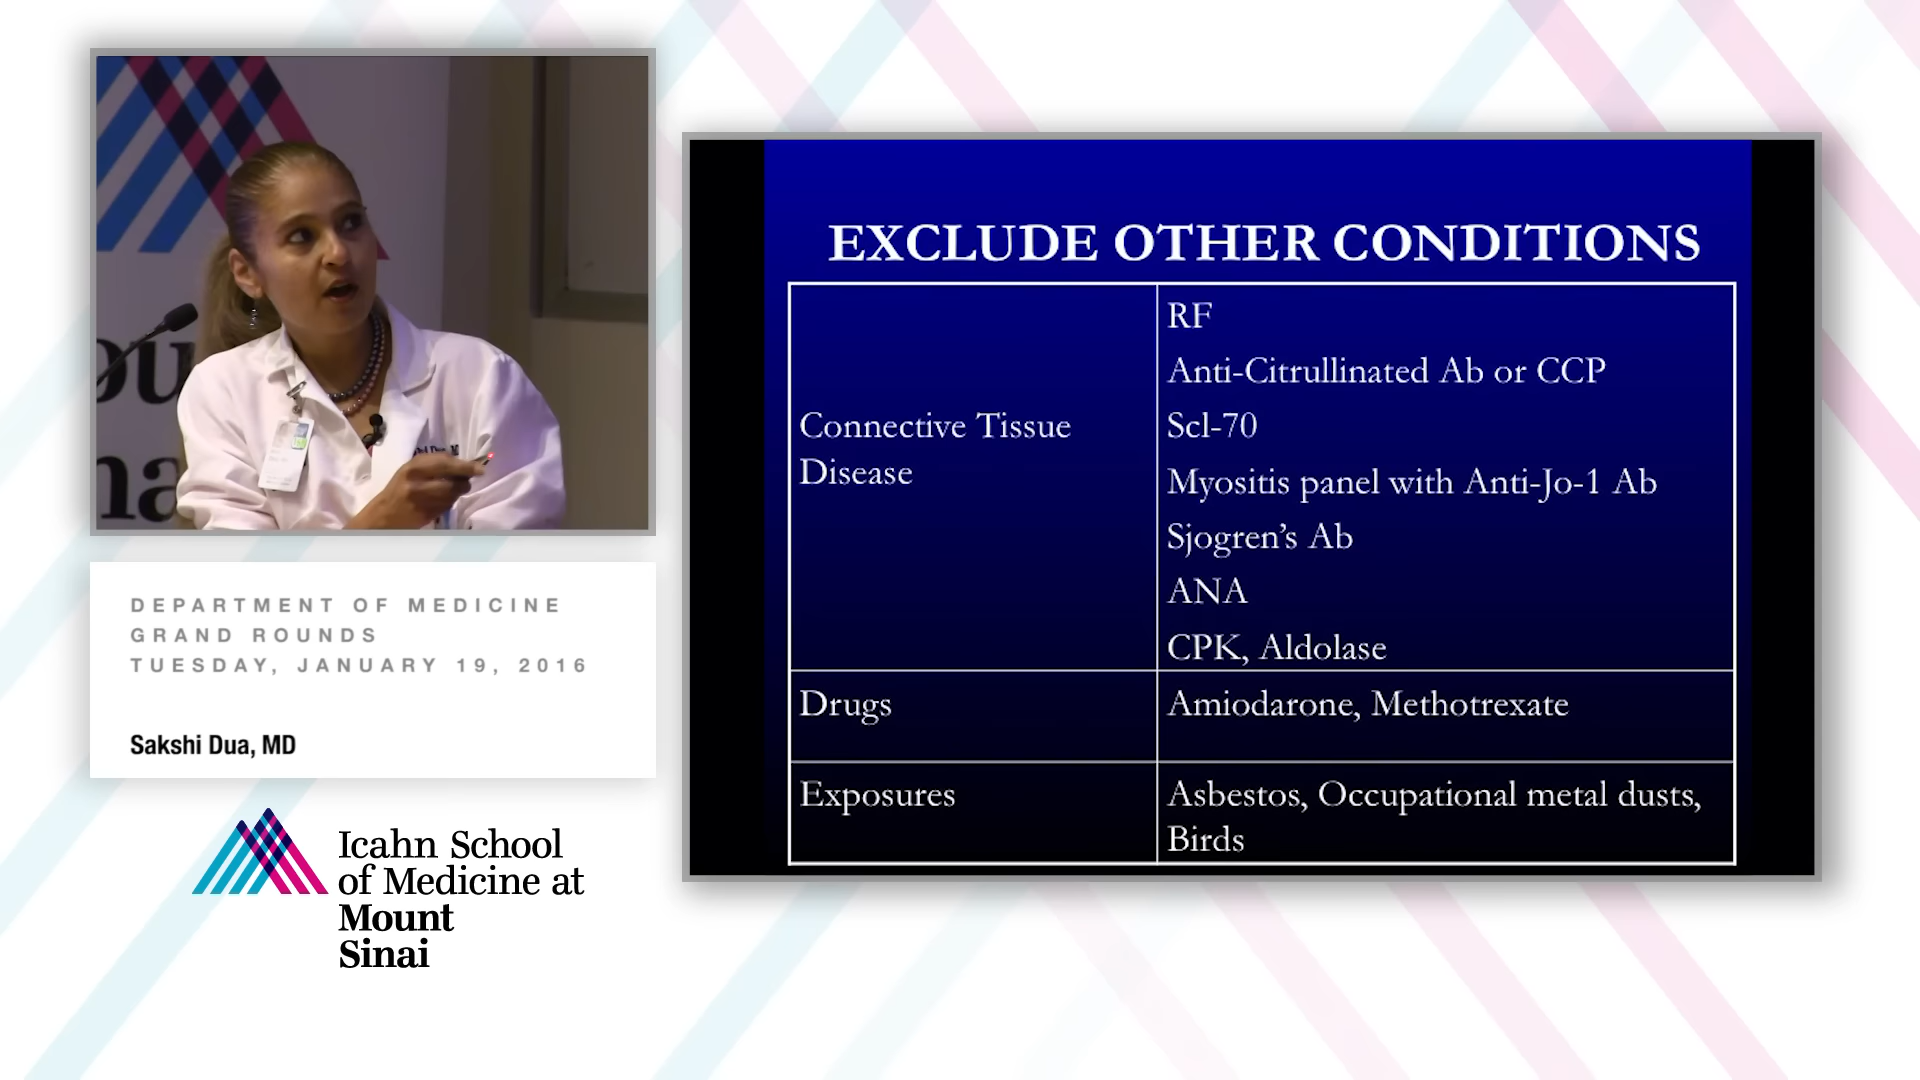 DEPARTMENT OF MEDICINE
GRAND ROUNDS
TUESDAY, JANUARY 19, 2016
Sakshi Dua, MD
Icahn School
of Medicine at
Mount
Sinai
EXCLUDE OTHER CONDITIONS
Connective Tissue
Disease
RF
Anti-Citrullinated Ab or CCP
Scl-70
Myositis panel with Anti-Jo-1 Ab
Sjogren’s Ab
ANA
CPK, Aldolase
Drugs
Amiodarone, Methotrexate
Exposures
Asbestos, Occupational metal dusts,
Birds